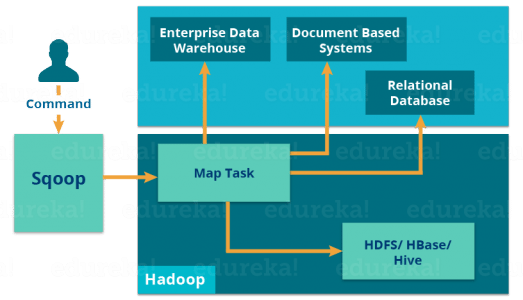 Enterprise Data
Warehouse
Document Based
Systems
Relational
Database
Command
Sqoop
Map Task
HDFS/ HBase/
Hive
Hadoop
edureka!